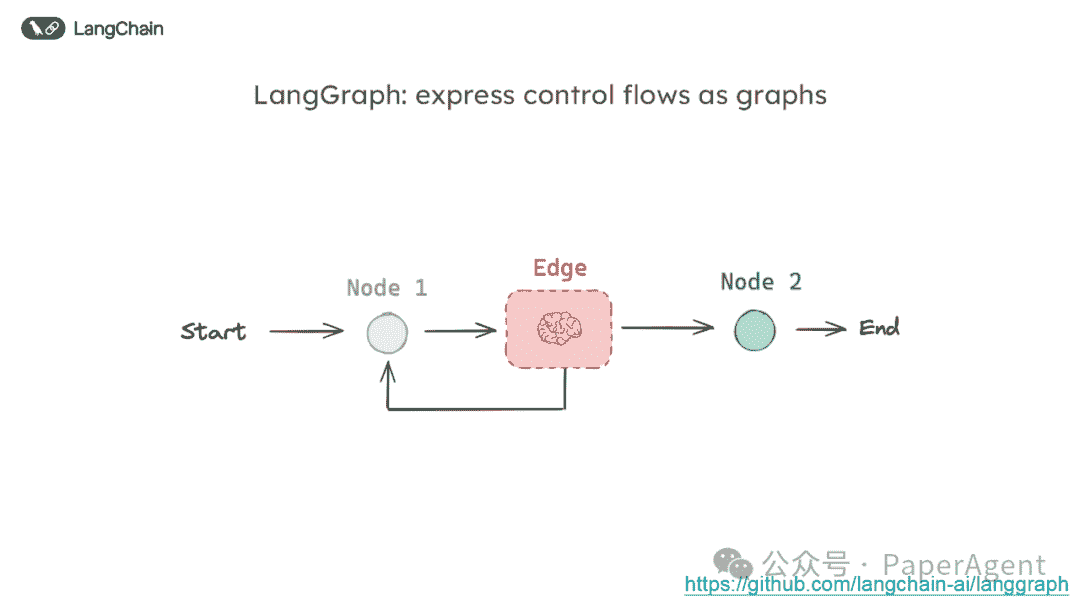 LangChain
LangGraph: express control flows as graphs
Edge
Node 1
Node 2
Start
End
公众号 · PaperAgent
https://github.com/langchain-ai/langgraph